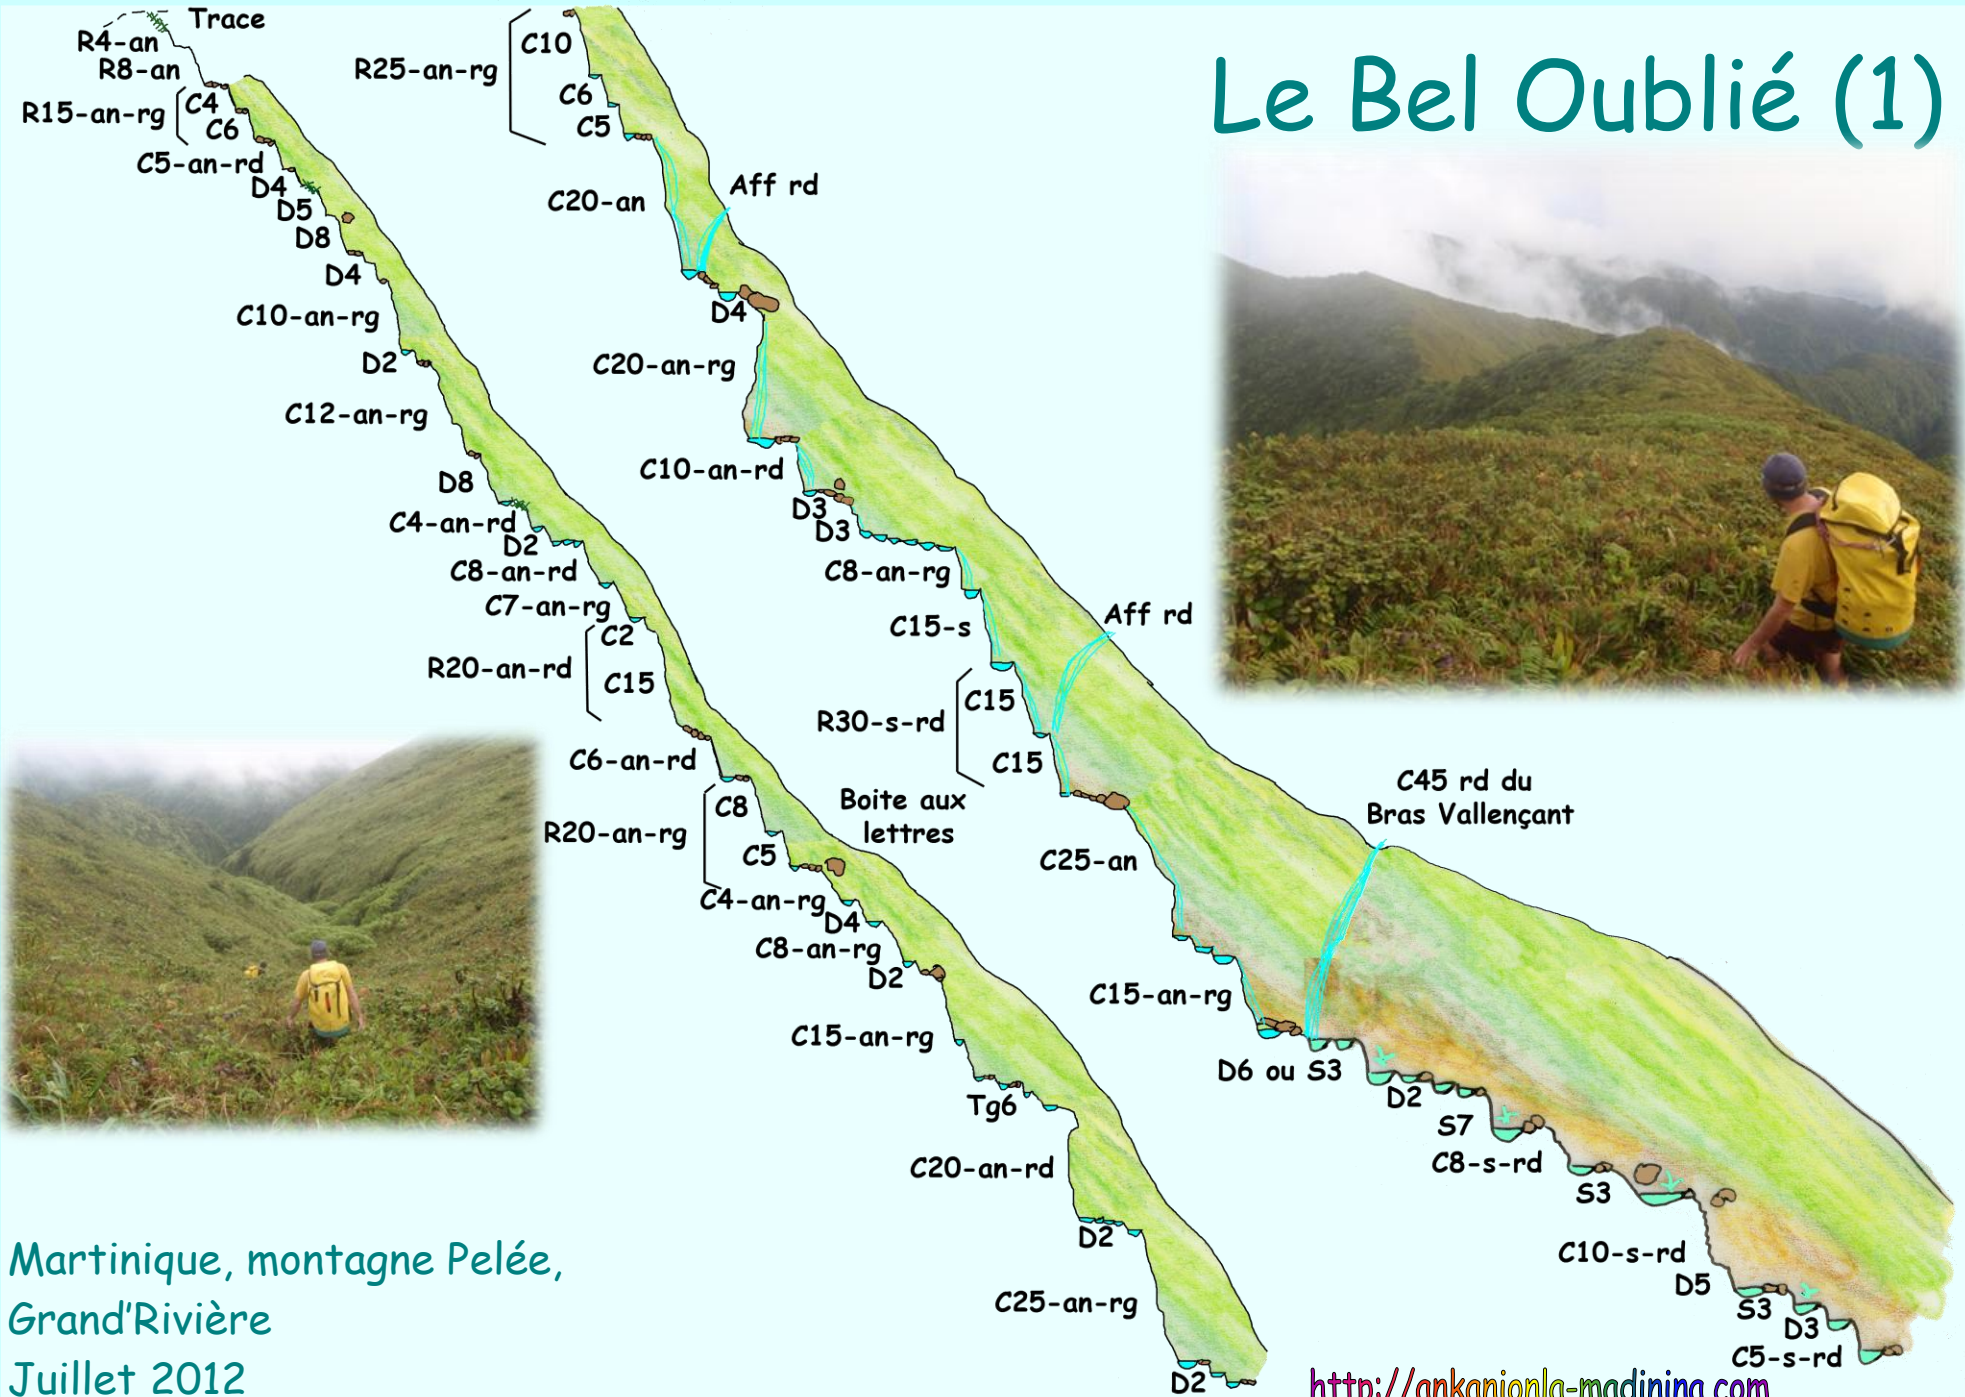 Le Bel Oublié (1)
Trace
R4-an
R8-an
R15-an-rg
C4
C6
C5-an-rd
D4
D5
D8
D4
C10-an-rg
D2
C12-an-rg
D8
C4-an-rd
D2
C8-an-rd
C7-an-rg
R20-an-rd
C2
C15
C6-an-rd
R20-an-rg
C8
C5
Boite aux
lettres
C4-an-rg
D4
C8-an-rg
D2
C15-an-rg
Tg6
C20-an-rd
D2
C25-an-rg
D2
R25-an-rg
C10
C6
C5
C20-an
Aff rd
D4
C20-an-rg
C10-an-rd
D3
D3
C8-an-rg
C15-s
Aff rd
R30-s-rd
C15
C15
C25-an
C45 rd du
Bras Vallençant
C15-an-rg
D6 ou S3
D2
S7
C8-s-rd
S3
C10-s-rd
D5
S3
D3
C5-s-rd
Martinique, montagne Pelée,
Grand'Rivière
Juillet 2012
http://ankanionla-madinina.com